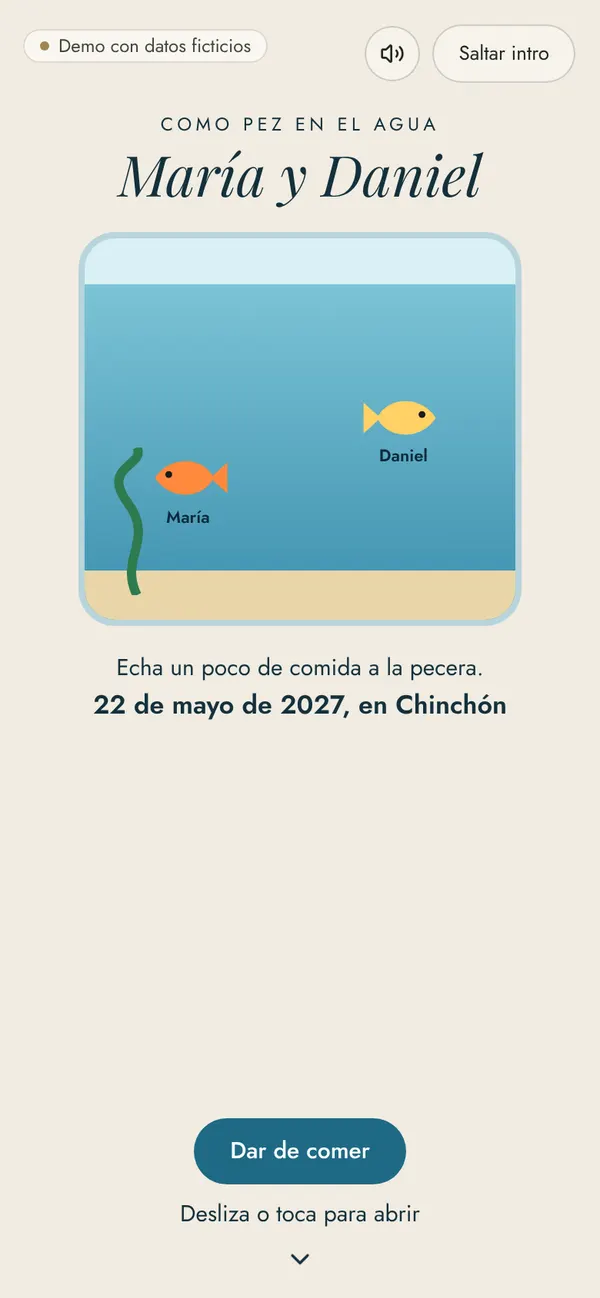 Demo con datos ficticios
Saltar intro
COMO PEZ EN EL AGUA
María y Daniel
Daniel
María
Echa un poco de comida a la pecera.
22 de mayo de 2027, en Chinchón
Dar de comer
Desliza o toca para abrir